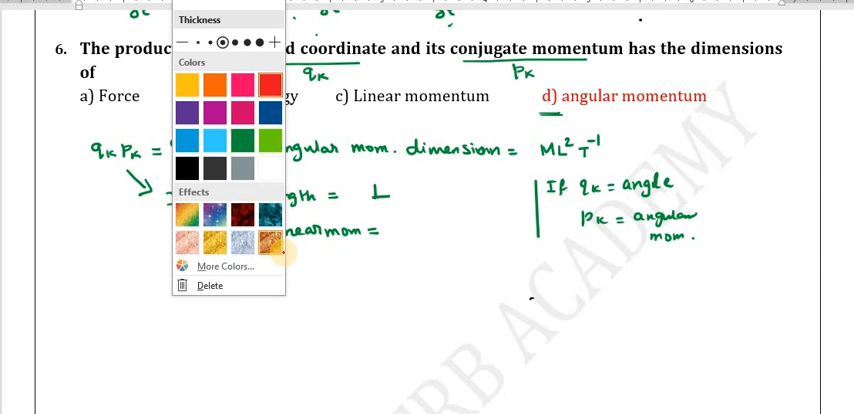 6. The produc d coordinate and its conjugate momentum has the dimensions
qK pK
of
a) Force gy c) Linear momentum d) angular momentum
qK pK = ngular mom. dimension = ML² T⁻¹
gth = L
near mom =
If qK = angle
pK = angular
mom.
Thickness
Colors
Effects
More Colors...
Delete
RB ACADEMY